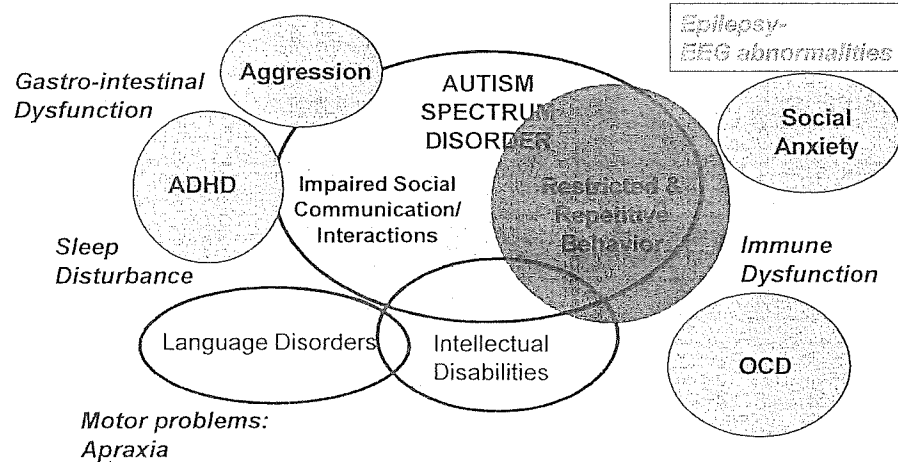 Epilepsy-
EEG abnormalities
Aggression
Gastro-intestinal
Dysfunction
AUTISM
SPECTRUM
DISORDER
Social
Anxiety
ADHD
Impaired Social
Communication/
Interactions
Restricted &
Repetitive
Behavior
Sleep
Disturbance
Immune
Dysfunction
Language Disorders
Intellectual
Disabilities
OCD
Motor problems:
Apraxia